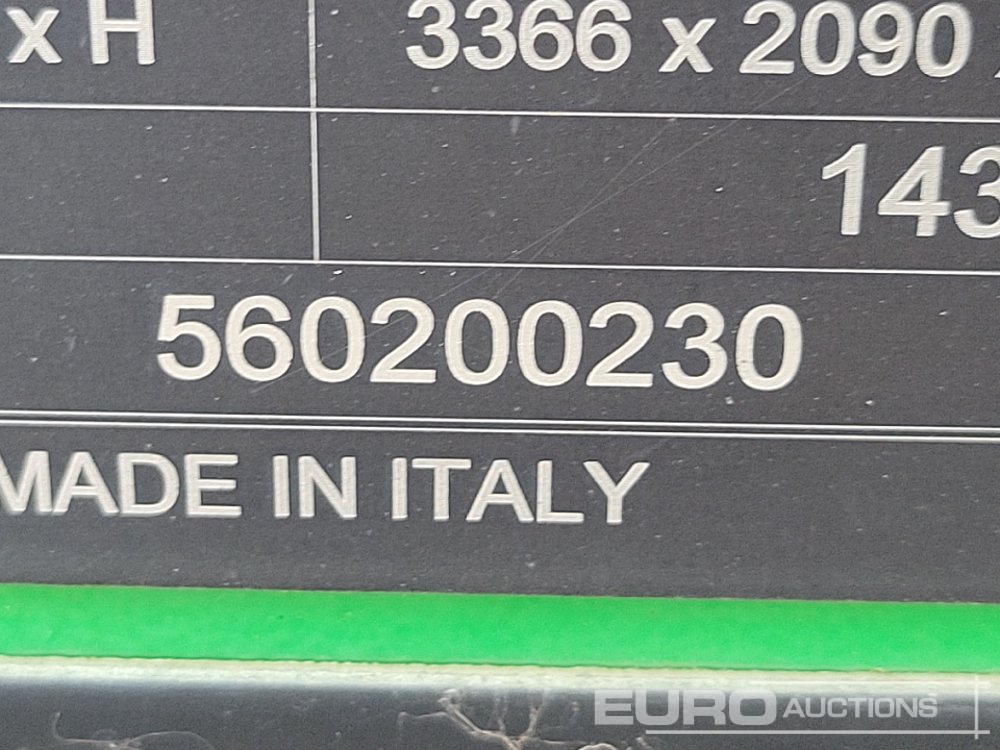 x H 3366 x 2090
143
560200230
MADE IN ITALY
EURO AUCTIONS